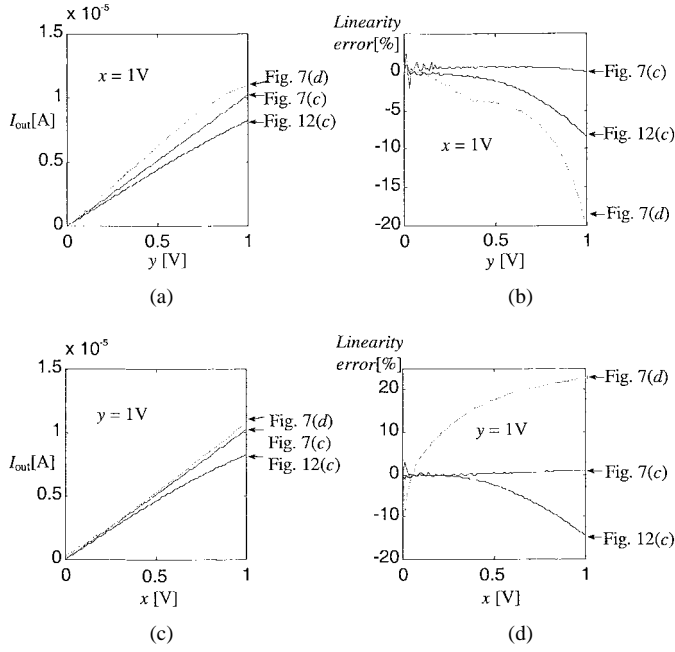 x 10⁻⁵
1.5
1
I_out[A]
0.5
0
x = 1V
Fig. 7(d)
Fig. 7(c)
Fig. 12(c)
0 0.5 1
y [V]
(a)
Linearity
error[%]
5
0
-5
-10
-15
-20
x = 1V
Fig. 7(c)
Fig. 12(c)
Fig. 7(d)
0 0.5 1
y [V]
(b)
x 10⁻⁵
1.5
1
I_out[A]
0.5
0
y = 1V
Fig. 7(d)
Fig. 7(c)
Fig. 12(c)
0 0.5 1
x [V]
(c)
Linearity
error[%]
20
10
0
-10
-20
y = 1V
Fig. 7(d)
Fig. 7(c)
Fig. 12(c)
0 0.5 1
x [V]
(d)